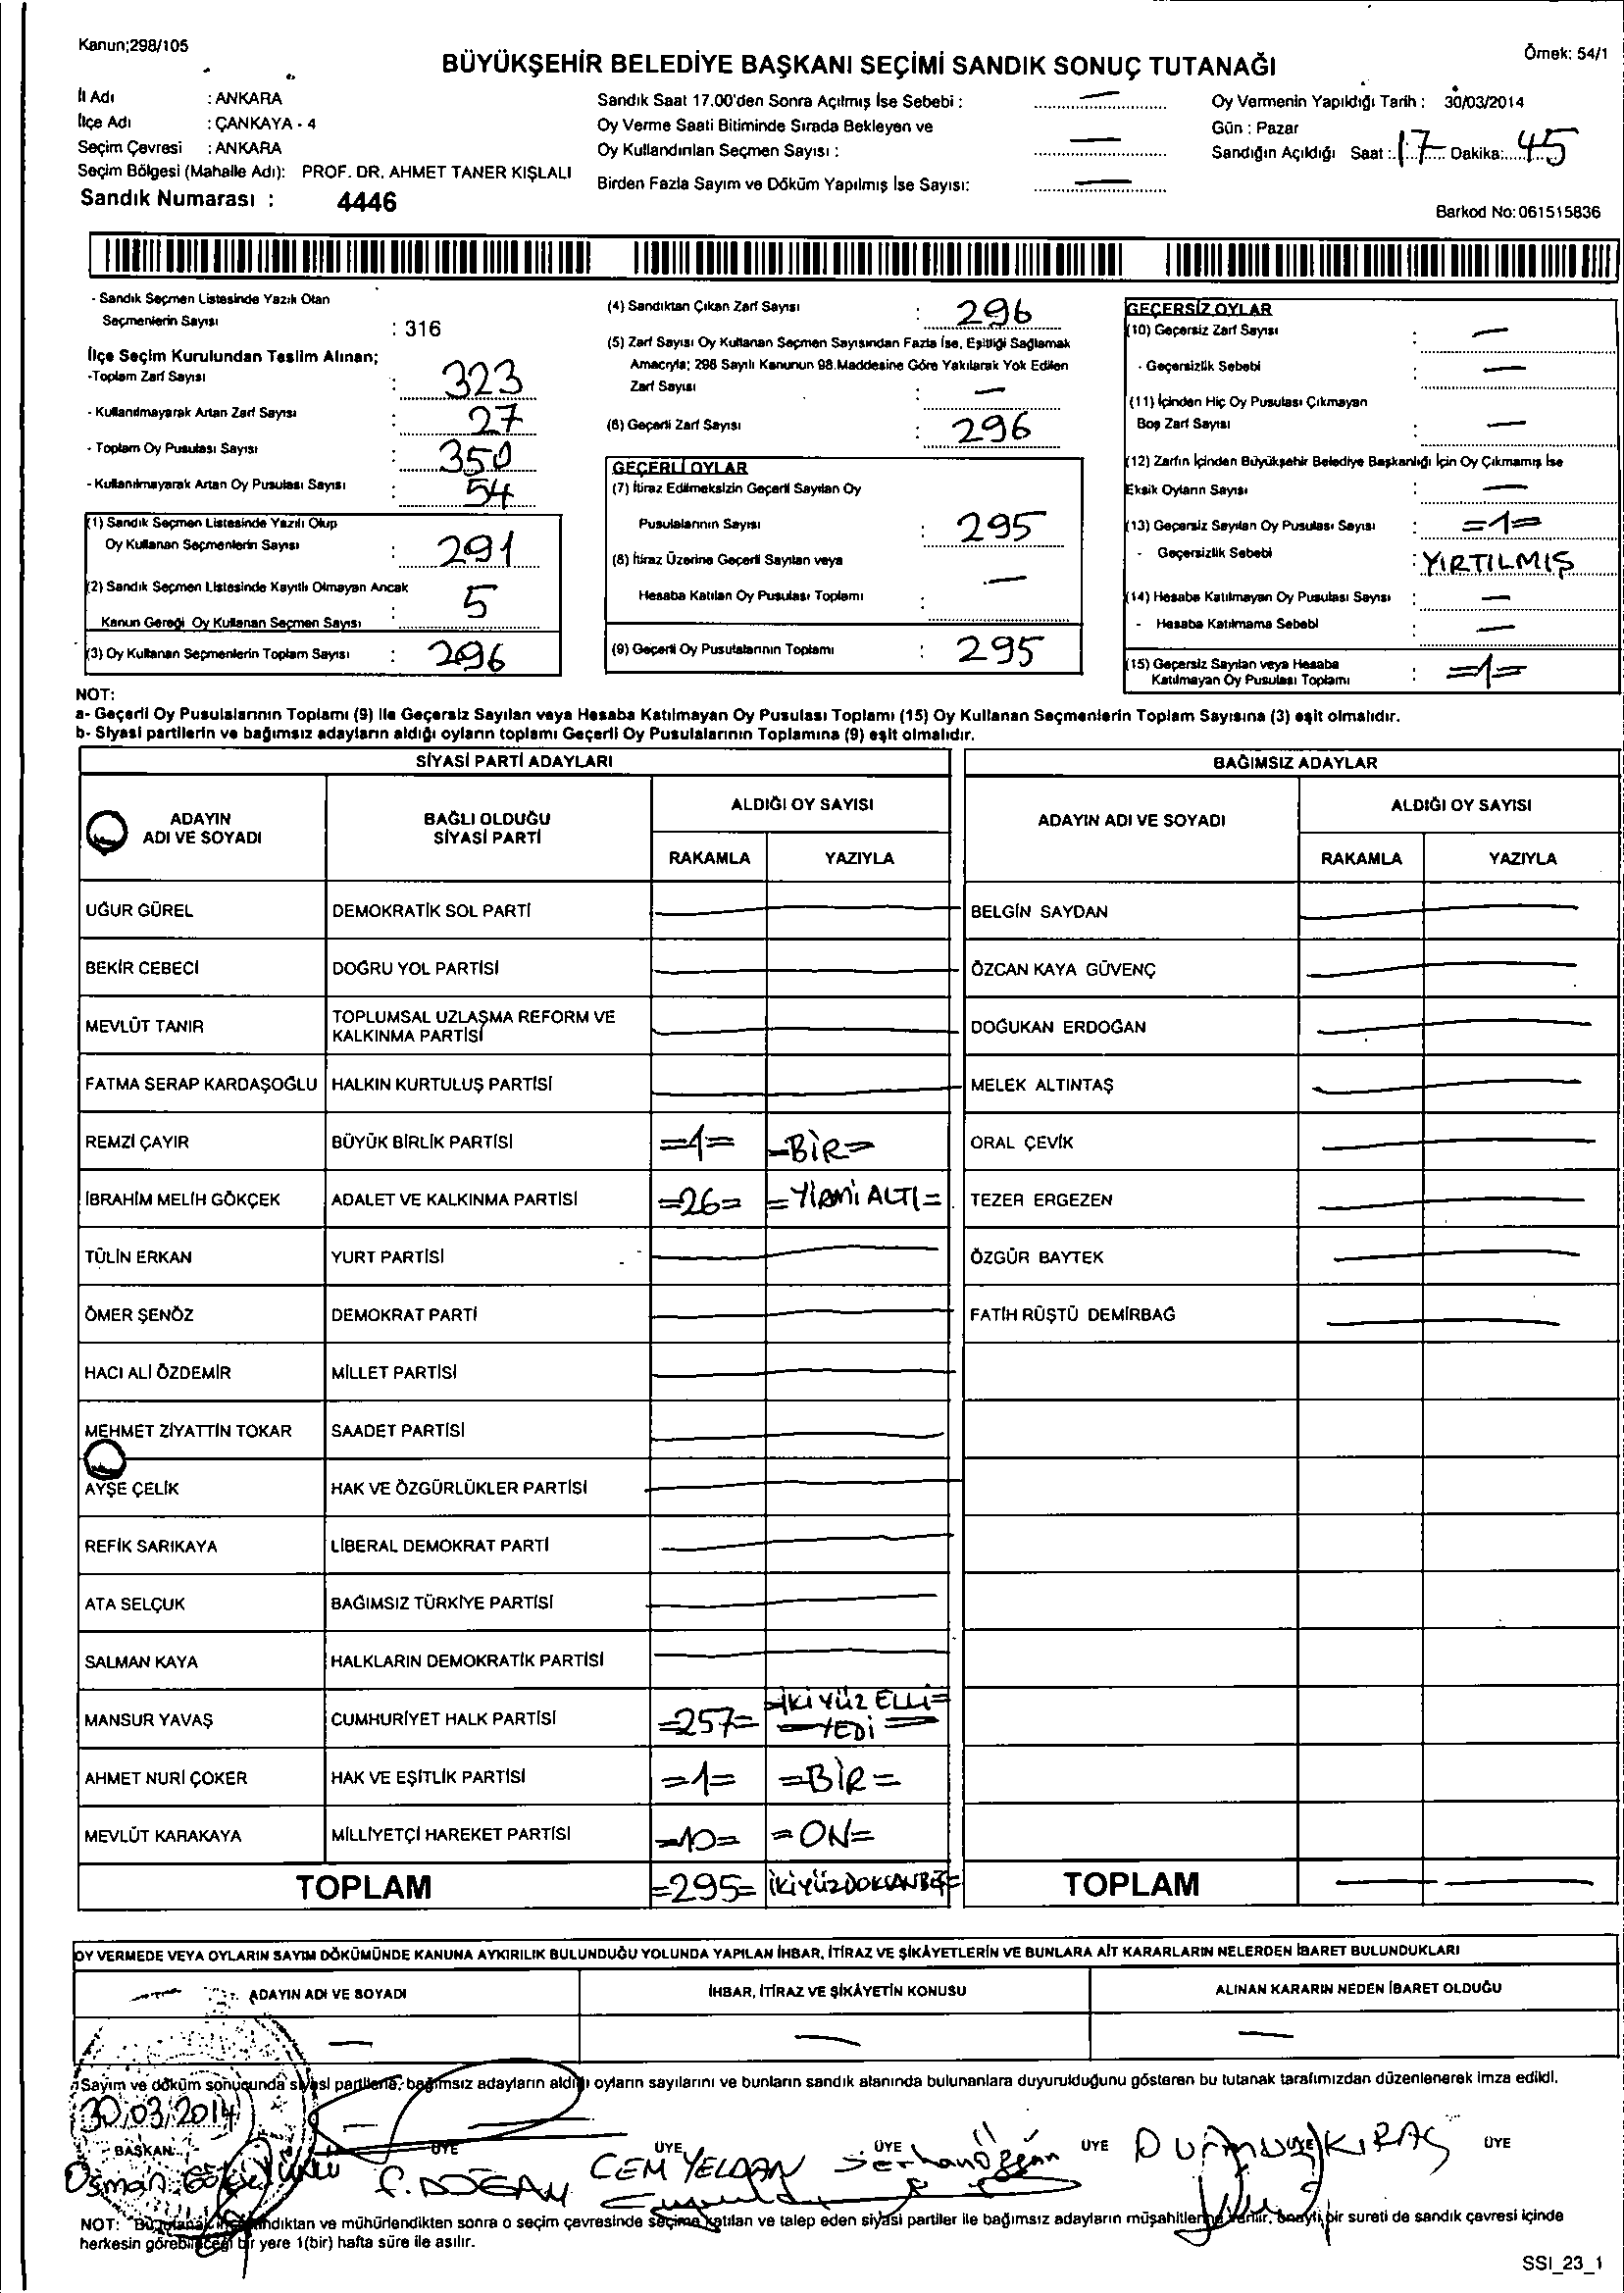 Kanun;298/105
Örnek: 54/1
BÜYÜKŞEHİR BELEDİYE BAŞKANI SEÇİMİ SANDIK SONUÇ TUTANAĞI
İl Adı : ANKARA
İlçe Adı : ÇANKAYA - 4
Seçim Çevresi : ANKARA
Seçim Bölgesi (Mahalle Adı): PROF. DR. AHMET TANER KIŞLALI
Sandık Numarası : 4446
Sandık Saat 17.00'den Sonra Açılmış İse Sebebi : —
Oy Verme Saati Bitiminde Sırada Bekleyen ve
Oy Kullandırılan Seçmen Sayısı : —
Birden Fazla Sayım ve Döküm Yapılmış İse Sayısı: —
Oy Vermenin Yapıldığı Tarih : 30/03/2014
Gün : Pazar
Sandığın Açıldığı Saat : 17 Dakika: 45
Barkod No: 061515836
- Sandık Seçmen Listesinde Yazılı Olan
Seçmenlerin Sayısı : 316
İlçe Seçim Kurulundan Teslim Alınan;
-Toplam Zarf Sayısı : 323
- Kullanılmayarak Artan Zarf Sayısı : 27
- Toplam Oy Pusulası Sayısı : 350
- Kullanılmayarak Artan Oy Pusulası Sayısı : 54
(1) Sandık Seçmen Listesinde Yazılı Olup
Oy Kullanan Seçmenlerin Sayısı : 291
(2) Sandık Seçmen Listesinde Kayıtlı Olmayan Ancak
Kanun Gereği Oy Kullanan Seçmen Sayısı : 5
(3) Oy Kullanan Seçmenlerin Toplam Sayısı : 296
(4) Sandıktan Çıkan Zarf Sayısı : 296
(5) Zarf Sayısı Oy Kullanan Seçmen Sayısından Fazla İse, Eşitliği Sağlamak
Amacıyla; 298 Sayılı Kanunun 98.Maddesine Göre Yakılarak Yok Edilen
Zarf Sayısı : —
(6) Geçerli Zarf Sayısı : 296
GEÇERLİ OYLAR
(7) İtiraz Edilmeksizin Geçerli Sayılan Oy
Pusulalarının Sayısı : 295
(8) İtiraz Üzerine Geçerli Sayılan veya
Hesaba Katılan Oy Pusulası Toplamı : —
(9) Geçerli Oy Pusulalarının Toplamı : 295
GEÇERSİZ OYLAR
(10) Geçersiz Zarf Sayısı : —
- Geçersizlik Sebebi : —
(11) İçinden Hiç Oy Pusulası Çıkmayan
Boş Zarf Sayısı : —
(12) Zarfın İçinden Büyükşehir Belediye Başkanlığı İçin Oy Çıkmamış İse
Eksik Oyların Sayısı : —
(13) Geçersiz Sayılan Oy Pusulası Sayısı : =1=
- Geçersizlik Sebebi : YIRTILMIŞ
(14) Hesaba Katılmayan Oy Pusulası Sayısı : —
- Hesaba Katılmama Sebebi : —
(15) Geçersiz Sayılan veya Hesaba
Katılmayan Oy Pusulası Toplamı : =1=
NOT:
a- Geçerli Oy Pusulalarının Toplamı (9) ile Geçersiz Sayılan veya Hesaba Katılmayan Oy Pusulası Toplamı (15) Oy Kullanan Seçmenlerin Toplam Sayısına (3) eşit olmalıdır.
b- Siyasi partilerin ve bağımsız adayların aldığı oyların toplamı Geçerli Oy Pusulalarının Toplamına (9) eşit olmalıdır.
SİYASİ PARTİ ADAYLARI
ADAYIN ADI VE SOYADI
BAĞLI OLDUĞU SİYASİ PARTİ
ALDIĞI OY SAYISI
RAKAMLA YAZIYLA
UĞUR GÜREL DEMOKRATİK SOL PARTİ —
BEKİR CEBECİ DOĞRU YOL PARTİSİ —
MEVLÜT TANIR TOPLUMSAL UZLAŞMA REFORM VE
KALKINMA PARTİSİ —
FATMA SERAP KARDAŞOĞLU HALKIN KURTULUŞ PARTİSİ —
REMZİ ÇAYIR BÜYÜK BİRLİK PARTİSİ =1= =BİR=
İBRAHİM MELİH GÖKÇEK ADALET VE KALKINMA PARTİSİ =26= =YİRMİ ALTI=
TÜLİN ERKAN YURT PARTİSİ —
ÖMER ŞENÖZ DEMOKRAT PARTİ —
HACI ALİ ÖZDEMİR MİLLET PARTİSİ —
MEHMET ZİYATTİN TOKAR SAADET PARTİSİ —
AYŞE ÇELİK HAK VE ÖZGÜRLÜKLER PARTİSİ —
REFİK SARIKAYA LİBERAL DEMOKRAT PARTİ —
ATA SELÇUK BAĞIMSIZ TÜRKİYE PARTİSİ —
SALMAN KAYA HALKLARIN DEMOKRATİK PARTİSİ —
MANSUR YAVAŞ CUMHURİYET HALK PARTİSİ =257= =İKİ YÜZ ELLİ=
=YEDİ=
AHMET NURİ ÇOKER HAK VE EŞİTLİK PARTİSİ =1= =BİR=
MEVLÜT KARAKAYA MİLLİYETÇİ HAREKET PARTİSİ =10= =ON=
TOPLAM =295= İKİYÜZDOKSANBEŞ=
BAĞIMSIZ ADAYLAR
ADAYIN ADI VE SOYADI
ALDIĞI OY SAYISI
RAKAMLA YAZIYLA
BELGİN SAYDAN —
ÖZCAN KAYA GÜVENÇ —
DOĞUKAN ERDOĞAN —
MELEK ALTINTAŞ —
ORAL ÇEVİK —
TEZER ERGEZEN —
ÖZGÜR BAYTEK —
FATİH RÜŞTÜ DEMİRBAĞ —
TOPLAM — —
OY VERMEDE VEYA OYLARIN SAYIM DÖKÜMÜNDE KANUNA AYKIRILIK BULUNDUĞU YOLUNDA YAPILAN İHBAR, İTİRAZ VE ŞİKÂYETLERİN VE BUNLARA AİT KARARLARIN NELERDEN İBARET BULUNDUKLARI
ADAYIN ADI VE SOYADI İHBAR, İTİRAZ VE ŞİKÂYETİN KONUSU ALINAN KARARIN NEDEN İBARET OLDUĞU
— — —
Sayım ve döküm sonucunda siyasi partilerle, bağımsız adayların aldığı oyların sayılarını ve bunların sandık alanında bulunanlara duyurulduğunu gösteren bu tutanak tarafımızdan düzenlenerek imza edildi.
30/03/2014
BAŞKAN ÜYE ÜYE ÜYE ÜYE ÜYE ÜYE
Osman F. DOĞAN CEM YELDAN Serhan Özgün DURMUŞ KIRAÇ
NOT: Bu tutanak imzalandıktan ve mühürlendikten sonra o seçim çevresinde seçime katılan ve talep eden siyasi partiler ile bağımsız adayların müşahitlerine verilir, onaylı bir sureti de sandık çevresi içinde
herkesin görebileceği bir yere 1(bir) hafta süre ile asılır.
SSI_23_1